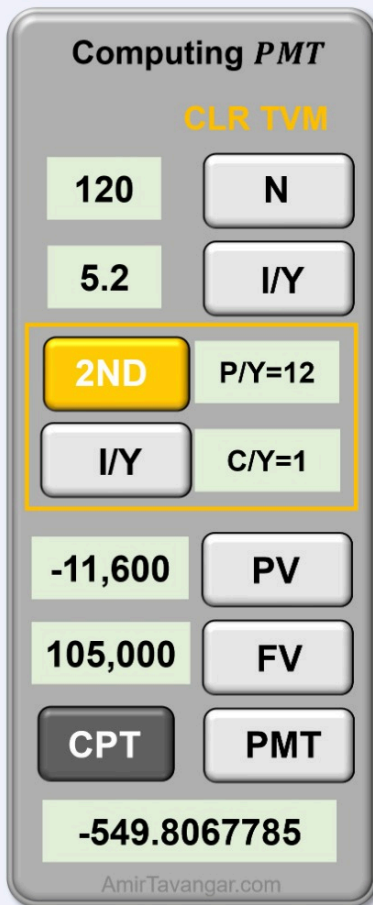 Computing PMT
CLR TVM
120 N
5.2 I/Y
2ND P/Y=12
I/Y C/Y=1
-11,600 PV
105,000 FV
CPT PMT
-549.8067785
AmirTavangar.com